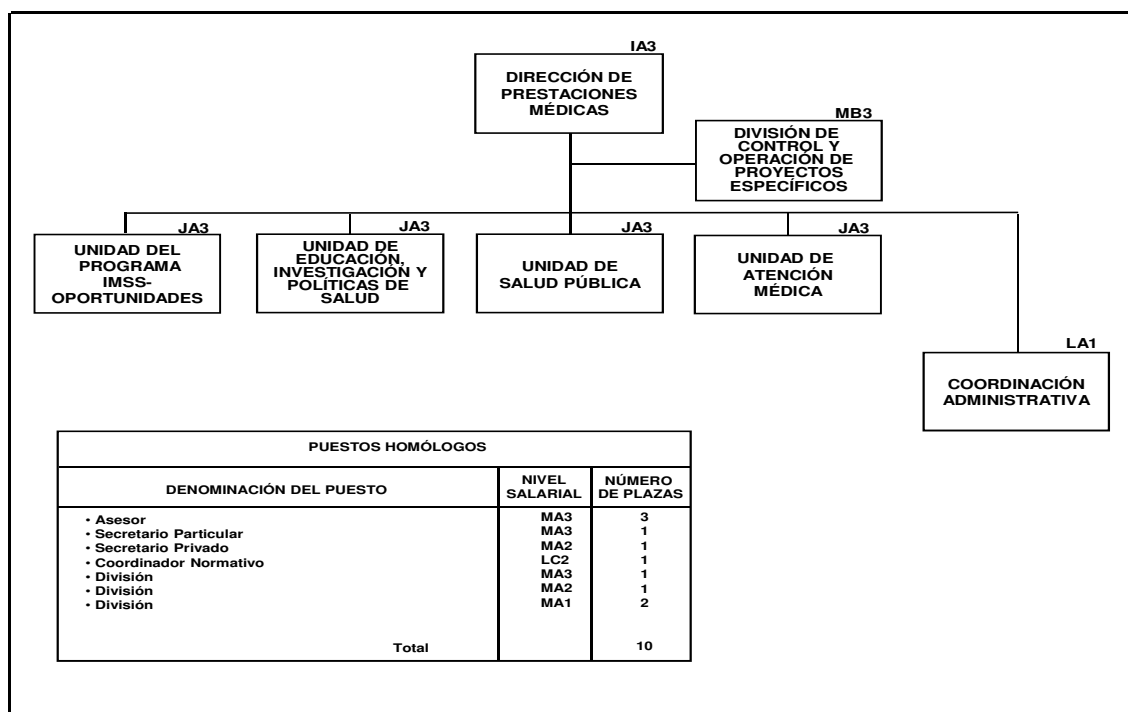 IA3
DIRECCIÓN DE
PRESTACIONES
MÉDICAS
MB3
DIVISIÓN DE
CONTROL Y
OPERACIÓN DE
PROYECTOS
ESPECÍFICOS
JA3
UNIDAD DEL
PROGRAMA
IMSS-
OPORTUNIDADES
JA3
UNIDAD DE
EDUCACIÓN,
INVESTIGACIÓN Y
POLÍTICAS DE
SALUD
JA3
UNIDAD DE
SALUD PÚBLICA
JA3
UNIDAD DE
ATENCIÓN
MÉDICA
LA1
COORDINACIÓN
ADMINISTRATIVA
PUESTOS HOMÓLOGOS
DENOMINACIÓN DEL PUESTO
NIVEL
SALARIAL
NÚMERO
DE PLAZAS
• Asesor MA3 3
• Secretario Particular MA3 1
• Secretario Privado MA2 1
• Coordinador Normativo LC2 1
• División MA3 1
• División MA2 1
• División MA1 2
Total 10